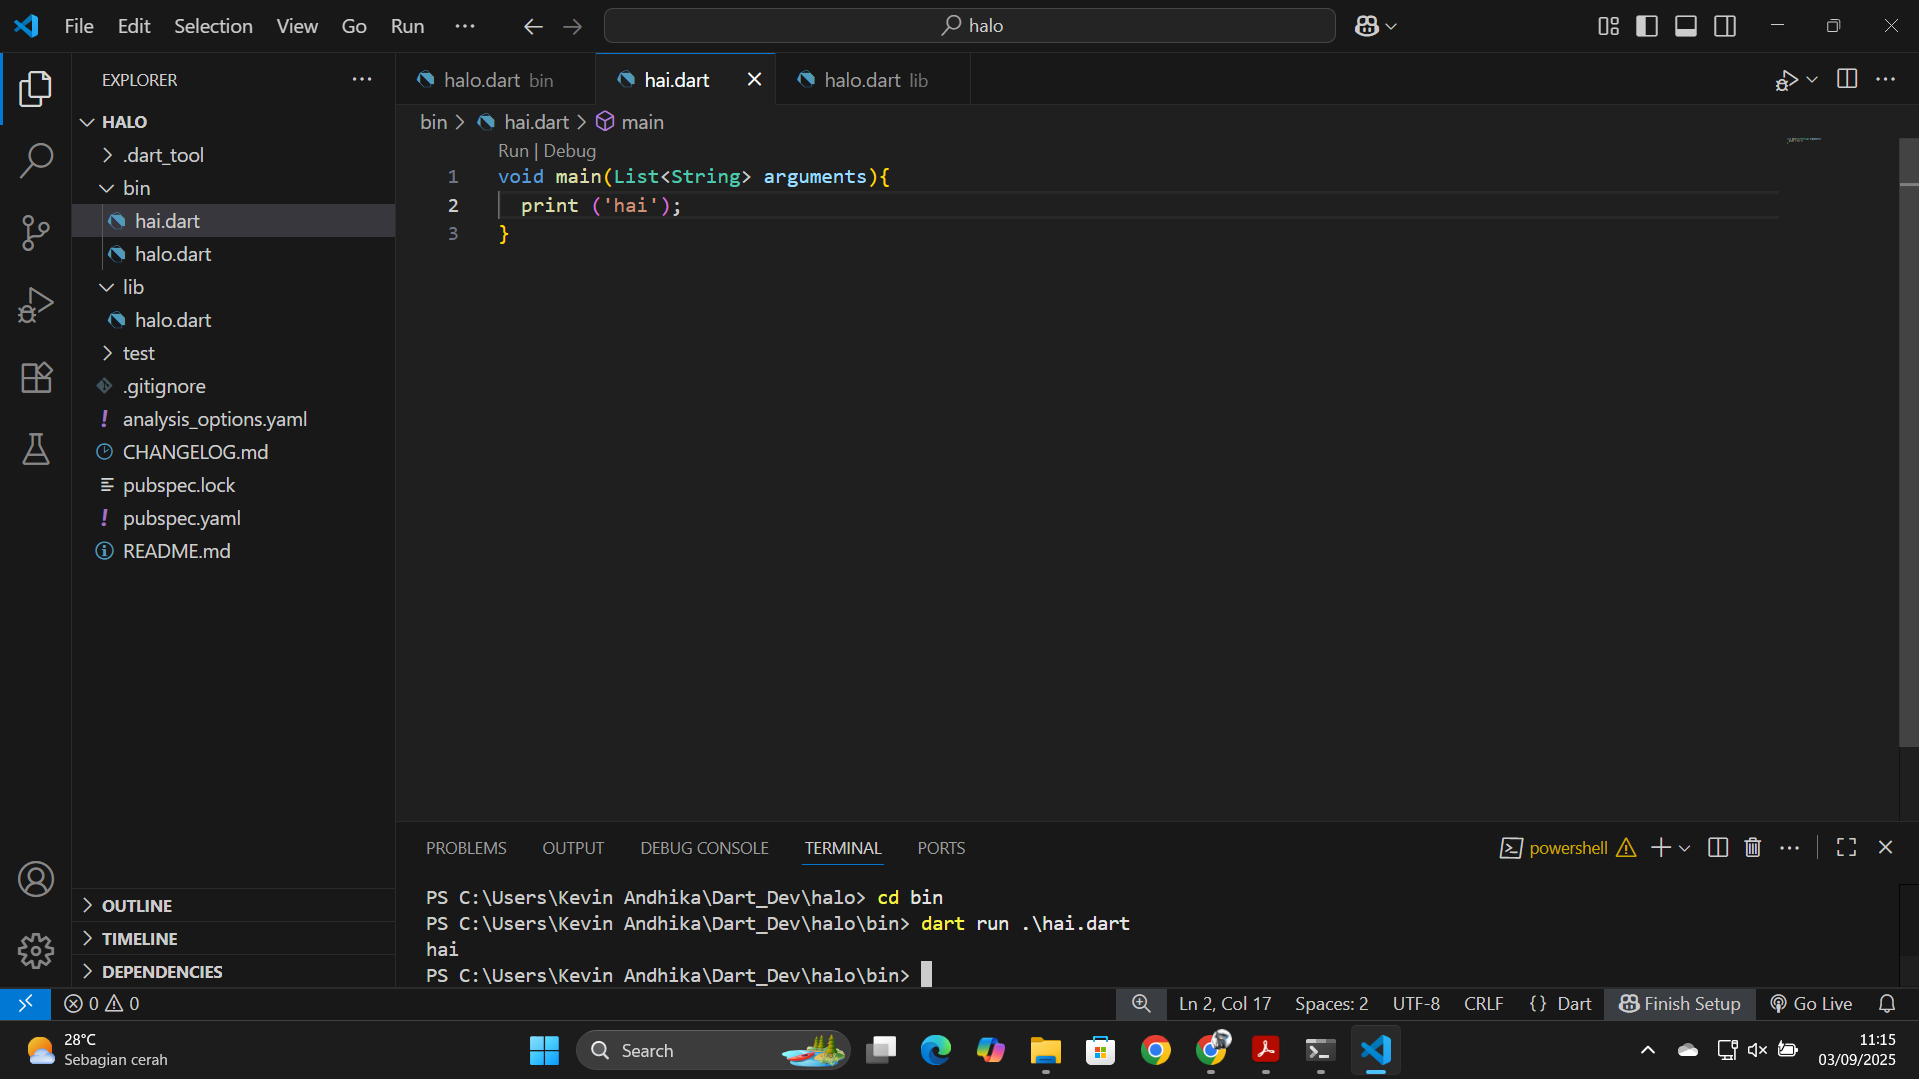 File Edit Selection View Go Run ··· halo
EXPLORER ···
HALO
.dart_tool
bin
hai.dart
halo.dart
lib
halo.dart
test
.gitignore
analysis_options.yaml
CHANGELOG.md
pubspec.lock
pubspec.yaml
README.md
OUTLINE
TIMELINE
DEPENDENCIES
halo.dart bin hai.dart halo.dart lib
bin > hai.dart > main
Run | Debug
1 void main(List<String> arguments){
2 print ('hai');
3 }
PROBLEMS OUTPUT DEBUG CONSOLE TERMINAL PORTS powershell
PS C:\Users\Kevin Andhika\Dart_Dev\halo> cd bin
PS C:\Users\Kevin Andhika\Dart_Dev\halo\bin> dart run .\hai.dart
hai
PS C:\Users\Kevin Andhika\Dart_Dev\halo\bin>
0 0 Ln 2, Col 17 Spaces: 2 UTF-8 CRLF {} Dart Finish Setup Go Live
28°C
Sebagian cerah
Search
11:15
03/09/2025